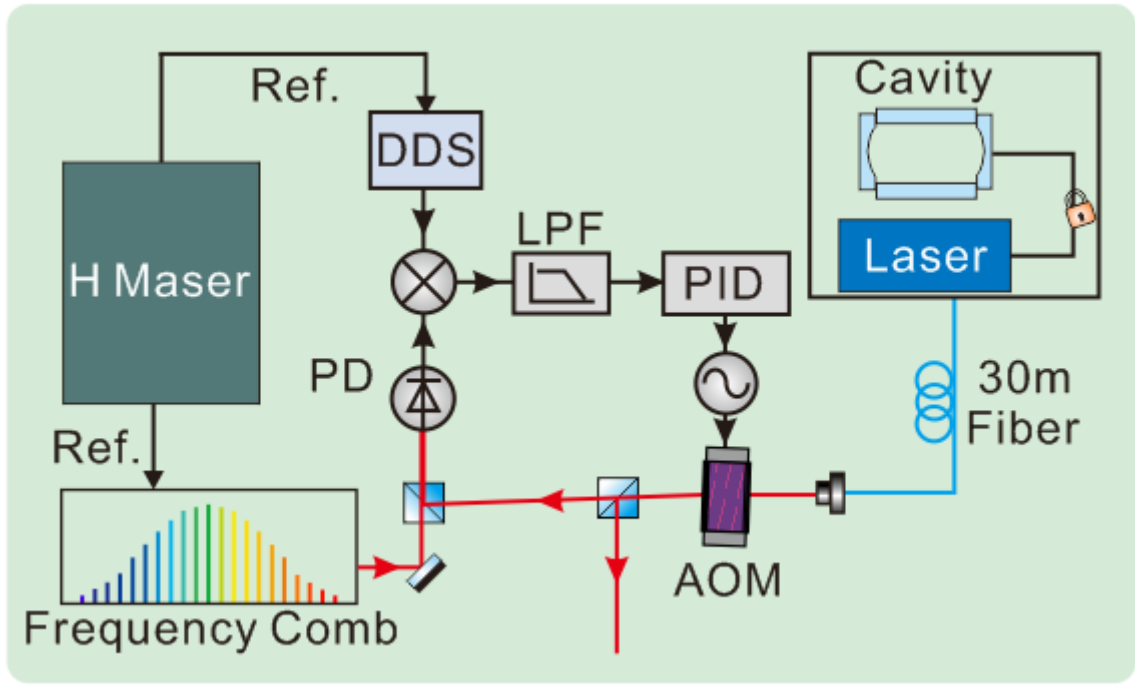 Ref.
Cavity
DDS
LPF
Laser
H Maser
PID
PD
30m
Fiber
Ref.
AOM
Frequency Comb